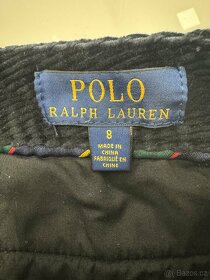 POLO
RALPH LAUREN
8
MADE IN
CHINA
FABRIQUÉ EN
CHINE
Bazos.cz